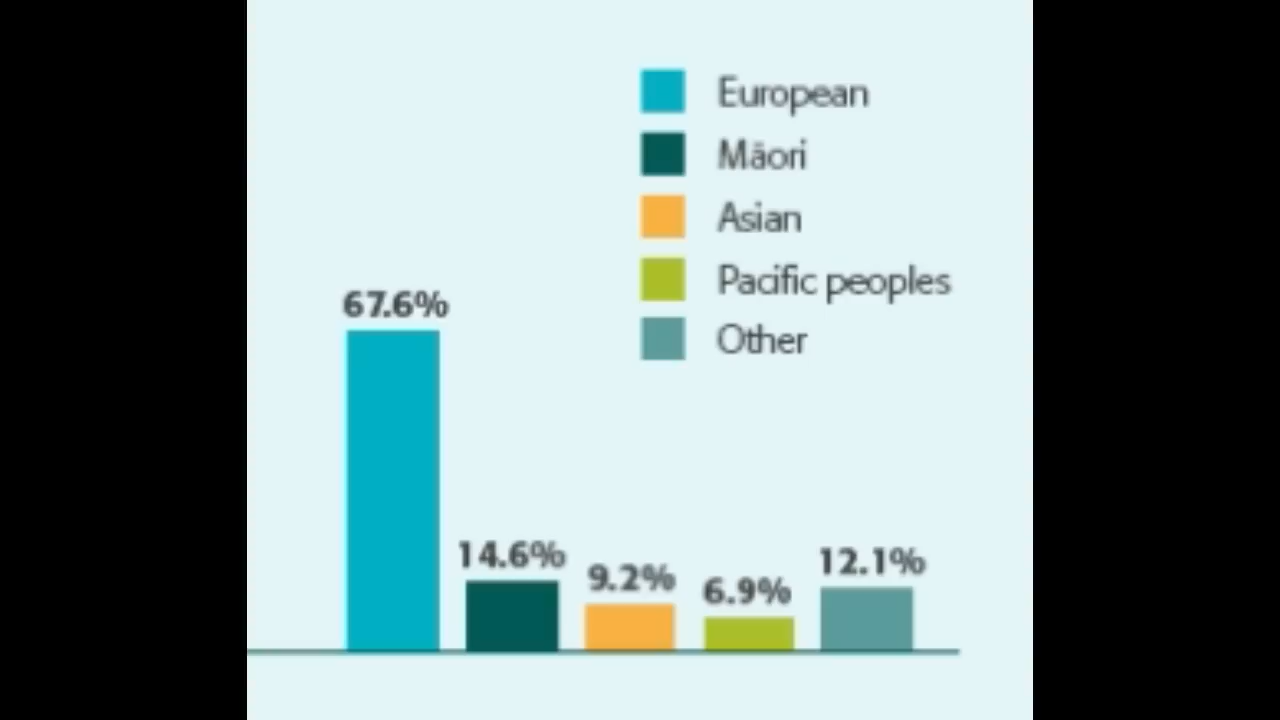 European
Māori
Asian
Pacific peoples
Other
67.6%
14.6%
9.2%
6.9%
12.1%